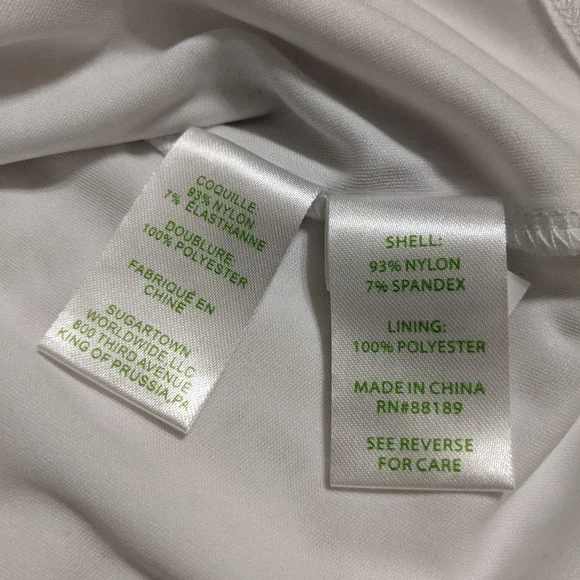 COQUILLE:
93% NYLON
7% ÉLASTHANNE
DOUBLURE:
100% POLYESTER
FABRIQUÉ EN
CHINE
SUGARTOWN
WORLDWIDE, LLC
800 THIRD AVENUE
KING OF PRUSSIA, PA
SHELL:
93% NYLON
7% SPANDEX
LINING:
100% POLYESTER
MADE IN CHINA
RN#88189
SEE REVERSE
FOR CARE